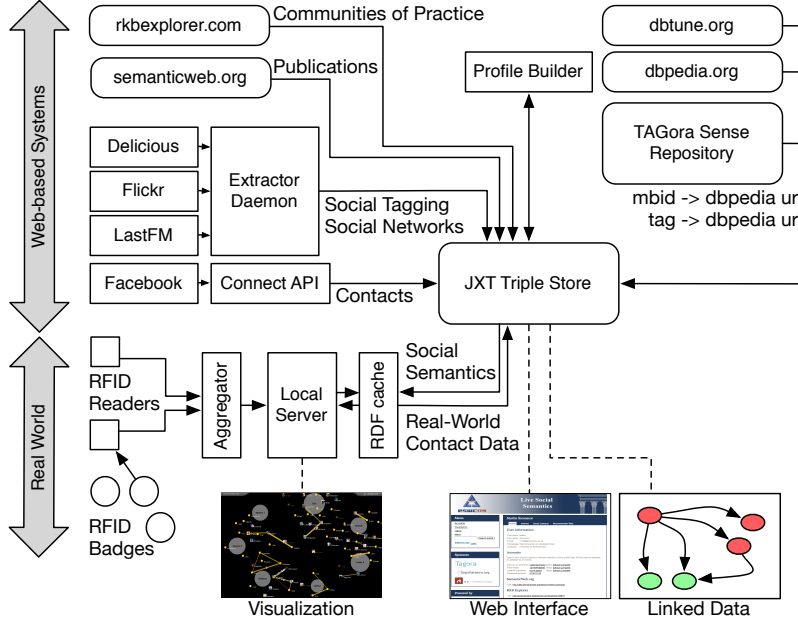 Web-based Systems
rkbexplorer.com
Communities of Practice
semanticweb.org
Publications
Profile Builder
dbtune.org
dbpedia.org
TAGora Sense
Repository
mbid -> dbpedia ur
tag -> dbpedia ur
Delicious
Flickr
LastFM
Extractor
Daemon
Social Tagging
Social Networks
Facebook
Connect API
Contacts
JXT Triple Store
Real World
RFID
Readers
RFID
Badges
Aggregator
Local
Server
RDF cache
Social
Semantics
Real-World
Contact Data
Live Social
Semantics
Tagora
Visualization
Web Interface
Linked Data